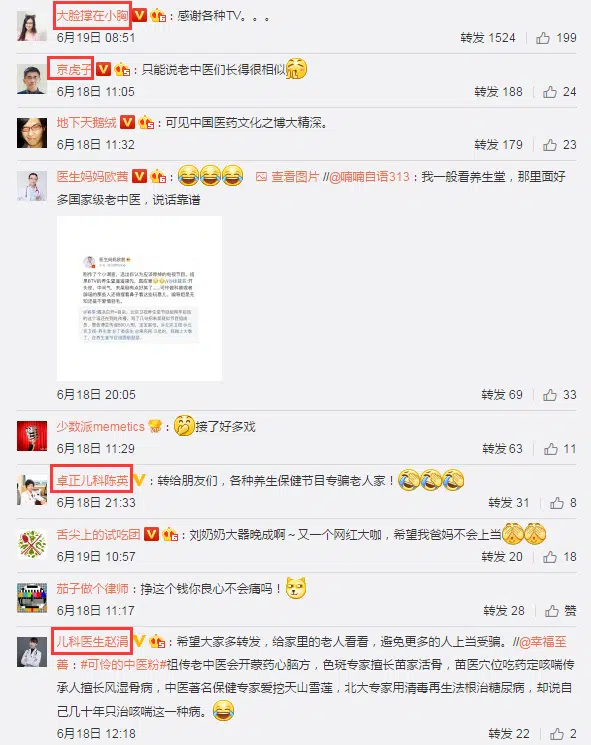 大脸撑在小胸：感谢各种TV。。。
6月19日 08:51 转发 1524 199
京虎子：只能说老中医们长得很相似
6月18日 11:05 转发 188 24
地下天鹅绒：可见中国医药文化之博大精深。
6月18日 11:32 转发 179 23
医生妈妈欧茜： 查看图片 //@喃喃自语313：我一般看养生堂，那里面好
多国家级老中医，说话靠谱
6月18日 20:05 转发 69 33
少数派memetics：接了好多戏
6月18日 11:29 转发 63 11
卓正儿科陈英：转给朋友们，各种养生保健节目专骗老人家！
6月18日 21:33 转发 31 8
舌尖上的试吃团：刘奶奶大器晚成啊～又一个网红大咖，希望我爸妈不会上当
6月19日 10:57 转发 20 18
茄子做个律师：挣这个钱你良心不会痛吗！
6月18日 11:17 转发 28 赞
儿科医生赵涓：希望大家多转发，给家里的老人看看，避免更多的人上当受骗。//@幸福至
善：#可怜的中医粉#祖传老中医会开蒙药心脑方，色斑专家擅长苗家活骨，苗医穴位吃药定咳喘传
承人擅长风湿骨病，中医著名保健专家爱挖天山雪莲，北大专家用清毒再生法根治糖尿病，却说自
己几十年只治咳喘这一种病。
6月18日 12:18 转发 22 2